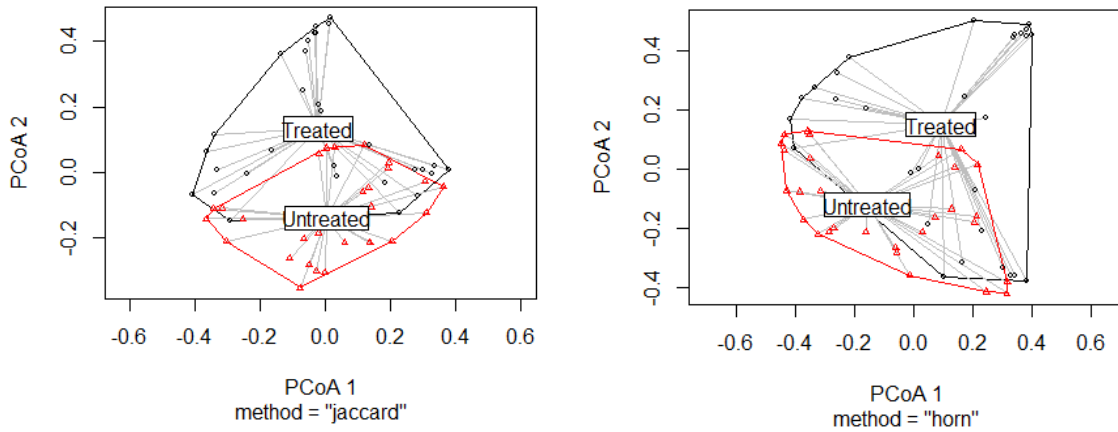 PCoA 2
0.4
0.2
0.0
-0.2
Treated
Untreated
-0.6 -0.4 -0.2 0.0 0.2 0.4 0.6
PCoA 1
method = "jaccard"
PCoA 2
0.4
0.2
0.0
-0.2
-0.4
Treated
Untreated
-0.6 -0.4 -0.2 0.0 0.2 0.4 0.6
PCoA 1
method = "horn"